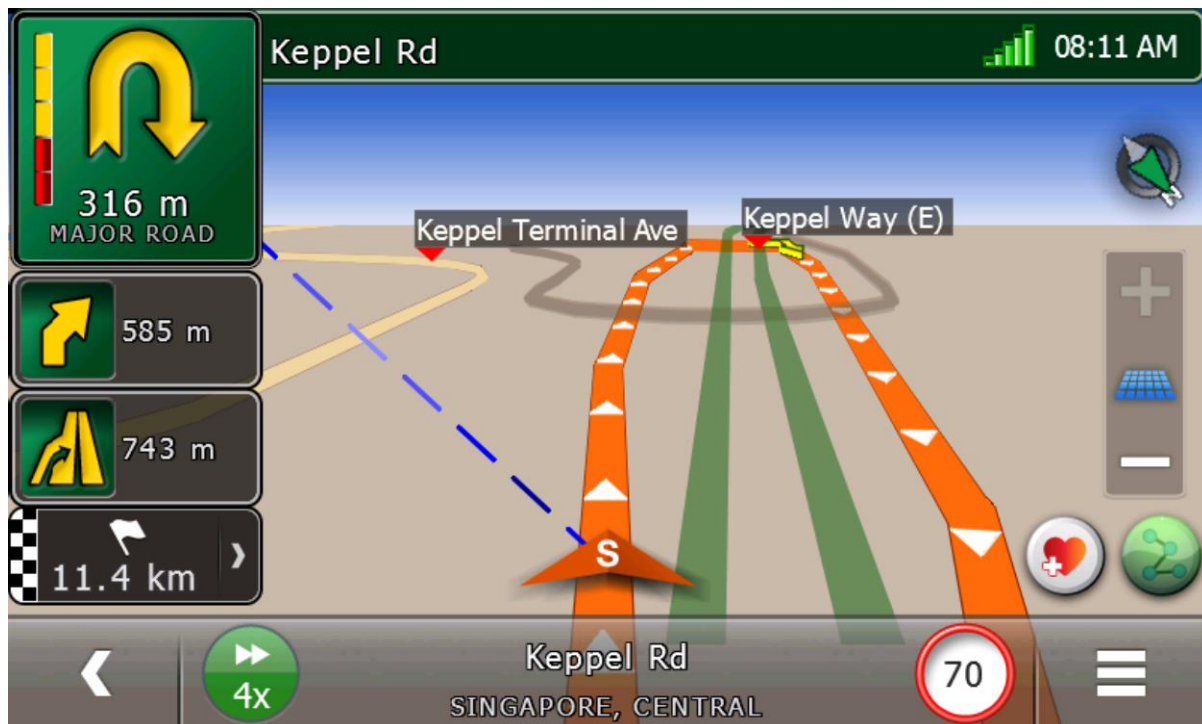 Keppel Rd
08:11 AM
316 m
MAJOR ROAD
Keppel Terminal Ave
Keppel Way (E)
N
585 m
743 m
11.4 km
S
4x
Keppel Rd
SINGAPORE, CENTRAL
70